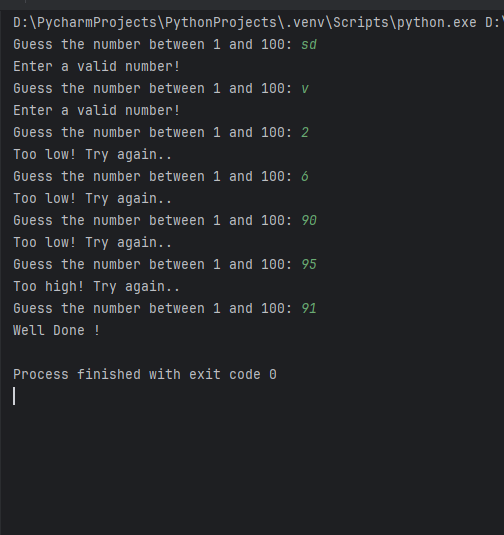 D:\PycharmProjects\PythonProjects\.venv\Scripts\python.exe D:\
Guess the number between 1 and 100: sd
Enter a valid number!
Guess the number between 1 and 100: v
Enter a valid number!
Guess the number between 1 and 100: 2
Too low! Try again..
Guess the number between 1 and 100: 6
Too low! Try again..
Guess the number between 1 and 100: 90
Too low! Try again..
Guess the number between 1 and 100: 95
Too high! Try again..
Guess the number between 1 and 100: 91
Well Done !
Process finished with exit code 0